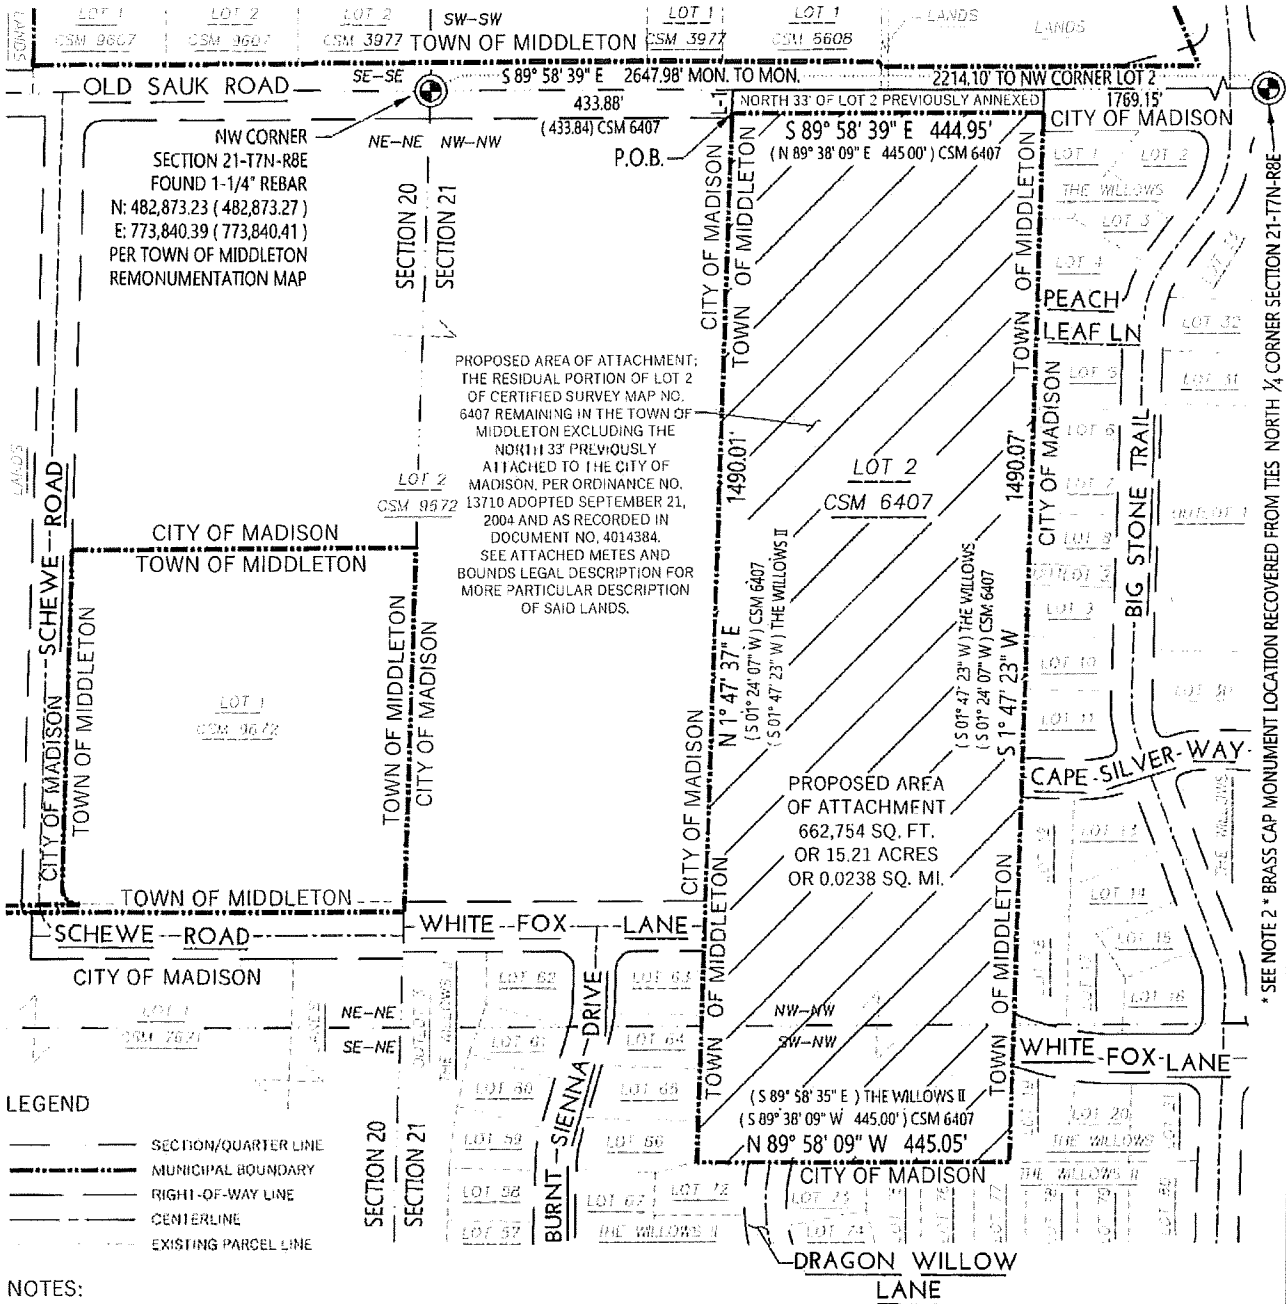 LOT 1
CSM 9607
LOT 2
CSM 9607
LOT 2
CSM 3977
SW-SW
TOWN OF MIDDLETON
LOT 1
CSM 3977
LOT 1
CSM 5608
LANDS
LANDS
LANDS
OLD SAUK ROAD
SE-SE
S 89° 58' 39" E 2647.98' MON. TO MON.
2214.10' TO NW CORNER LOT 2
1769.15'
433.88'
(433.84) CSM 6407
L-1
NORTH 33' OF LOT 2 PREVIOUSLY ANNEXED
CITY OF MADISON
NW CORNER
SECTION 21-T7N-R8E
FOUND 1-1/4" REBAR
N: 482,873.23 ( 482,873.27 )
E: 773,840.39 ( 773,840.41 )
PER TOWN OF MIDDLETON
REMONUMENTATION MAP
NE-NE
NW-NW
P.O.B.
S 89° 58' 39" E 444.95'
( N 89° 38' 09" E 445.00' ) CSM 6407
SECTION 20
SECTION 21
CITY OF MADISON
TOWN OF MIDDLETON
TOWN OF MIDDLETON
LOT 1
LOT 2
THE WILLOWS
LOT 3
LOT 4
PEACH
LEAF LN
LOT 32
LOT 5
LOT 31
CITY OF MADISON
LOT 6
LOT 7
OUTLOT 1
LOT 8
OUTLOT 2
LOT 9
LOT 10
LOT 30
LOT 11
BIG STONE TRAIL
* SEE NOTE 2 * BRASS CAP MONUMENT LOCATION RECOVERED FROM TIES NORTH ¼ CORNER SECTION 21-T7N-R8E
PROPOSED AREA OF ATTACHMENT;
THE RESIDUAL PORTION OF LOT 2
OF CERTIFIED SURVEY MAP NO.
6407 REMAINING IN THE TOWN OF
MIDDLETON EXCLUDING THE
NORTH 33' PREVIOUSLY
ATTACHED TO THE CITY OF
MADISON, PER ORDINANCE NO.
13710 ADOPTED SEPTEMBER 21,
2004 AND AS RECORDED IN
DOCUMENT NO. 4014384.
SEE ATTACHED METES AND
BOUNDS LEGAL DESCRIPTION FOR
MORE PARTICULAR DESCRIPTION
OF SAID LANDS.
LOT 2
CSM 9672
LOT 2
CSM 6407
1490.01'
1490.07'
N 1° 47' 37" E
( S 01° 24' 07" W ) CSM 6407
( S 01° 47' 23" W ) THE WILLOWS II
( S 01° 47' 23" W ) THE WILLOWS
( S 01° 24' 07" W ) CSM 6407
S 1° 47' 23" W
LANDS
SCHEWE ROAD
CITY OF MADISON
TOWN OF MIDDLETON
CITY OF MADISON
TOWN OF MIDDLETON
LOT 1
CSM 9672
TOWN OF MIDDLETON
CITY OF MADISON
CITY OF MADISON
CAPE SILVER WAY
PROPOSED AREA
OF ATTACHMENT
662,754 SQ. FT.
OR 15.21 ACRES
OR 0.0238 SQ. MI.
THE WILLOWS
LOT 13
LOT 14
LOT 15
LOT 16
TOWN OF MIDDLETON
SCHEWE ROAD
CITY OF MADISON
WHITE FOX LANE
TOWN OF MIDDLETON
TOWN OF MIDDLETON
LOT 1
CSM 7621
LANDS
NE-NE
SE-NE
OUTLOT 3
THE WILLOWS II
LOT 62
LOT 63
LOT 61
LOT 64
LOT 60
LOT 65
LOT 59
LOT 66
LOT 58
LOT 67
LOT 72
LOT 57
THE WILLOWS II
BURNT SIENNA DRIVE
NW-NW
SW-NW
WHITE FOX LANE
( S 89° 58' 35" E ) THE WILLOWS II
( S 89° 38' 09" W 445.00' ) CSM 6407
N 89° 58' 09" W 445.05'
CITY OF MADISON
LOT 20
THE WILLOWS
THE WILLOWS II
LOT 73
LOT 74
DRAGON WILLOW
LANE
SECTION 20
SECTION 21
LEGEND
SECTION/QUARTER LINE
MUNICIPAL BOUNDARY
RIGHT-OF-WAY LINE
CENTERLINE
EXISTING PARCEL LINE
NOTES: